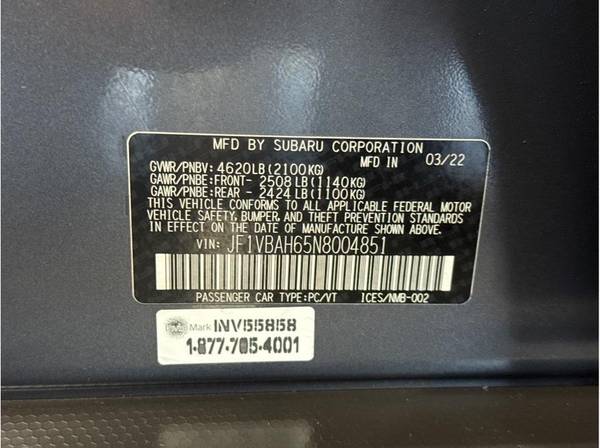 MFD BY SUBARU CORPORATION
GVWR/PNBV: 4620LB(2100KG) MFD IN 03/22
GAWR/PNBE:FRONT- 2508LB(1140KG)
GAWR/PNBE:REAR - 2424LB(1100KG)
THIS VEHICLE CONFORMS TO ALL APPLICABLE FEDERAL MOTOR
VEHICLE SAFETY, BUMPER, AND THEFT PREVENTION STANDARDS
IN EFFECT ON THE DATE OF MANUFACTURE SHOWN ABOVE.
VIN: JF1VBAH65N8004851
PASSENGER CAR TYPE:PC/VT ICES/NMB-002
Mark INV55858
1-877-705-4001